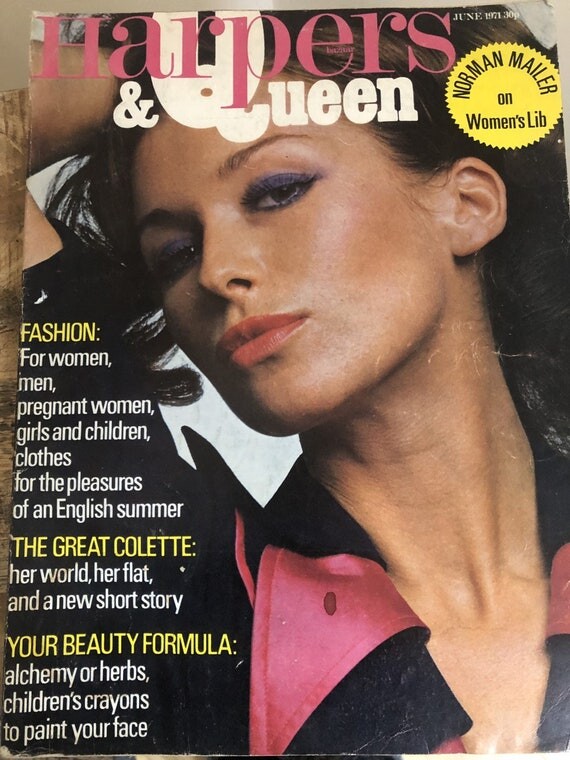 Harpers
bazaar
& Queen
JUNE 1971 30p
NORMAN MAILER
on
Women's Lib
FASHION:
For women,
men,
pregnant women,
girls and children,
clothes
for the pleasures
of an English summer
THE GREAT COLETTE:
her world, her flat,
and a new short story
YOUR BEAUTY FORMULA:
alchemy or herbs,
children's crayons
to paint your face